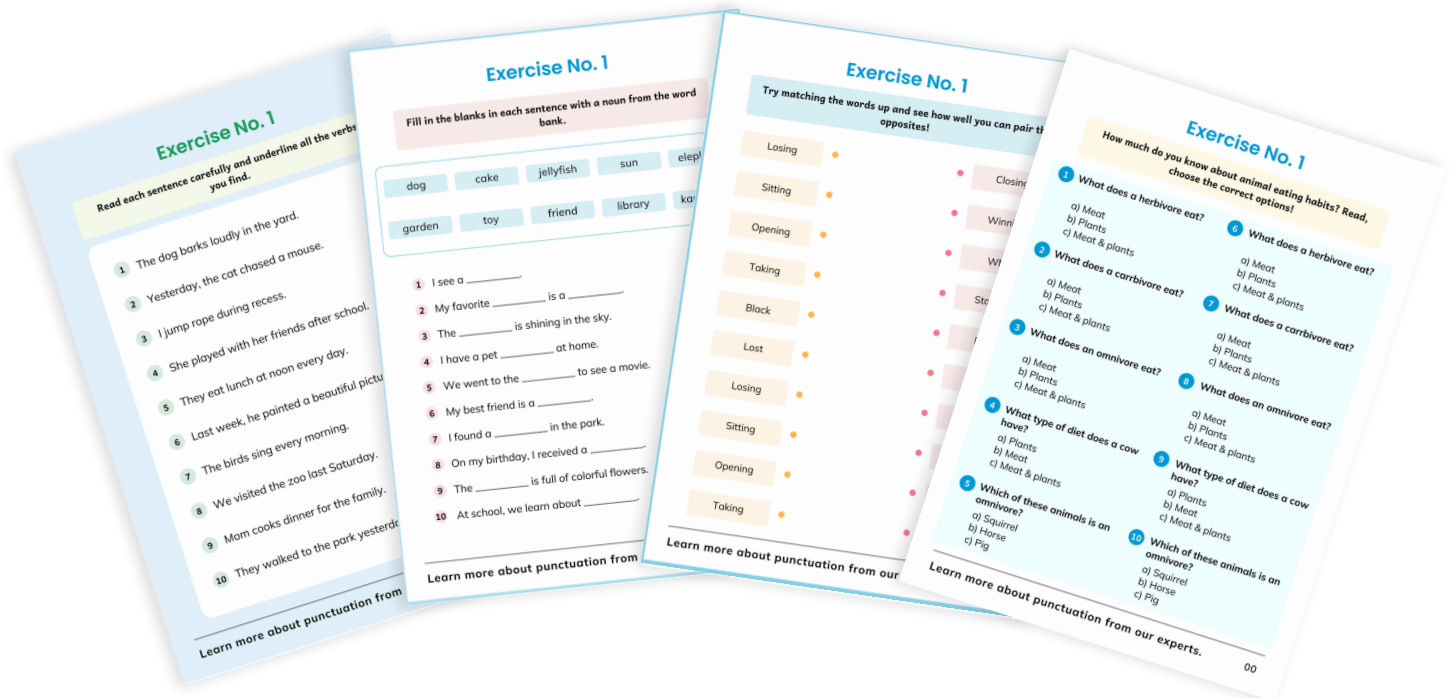 Exercise No. 1
Read each sentence carefully and underline all the verbs
you find.
1 The dog barks loudly in the yard.
2 Yesterday, the cat chased a mouse.
3 I jump rope during recess.
4 She played with her friends after school.
5 They eat lunch at noon every day.
6 Last week, he painted a beautiful
7 The birds sing every morning.
8 We visited the zoo last Saturday.
9 Mom cooks dinner for the family.
10 They walked to the park
Learn more about punctuation from
Exercise No. 1
Fill in the blanks in each sentence with a noun from the word
bank.
dog cake jellyfish sun
garden toy friend library
1 I see a _________.
2 My favorite _________ is a _________.
3 The _________ is shining in the sky.
4 I have a pet _________ at home.
5 We went to the _________ to see a movie.
6 My best friend is a _________.
7 I found a _________ in the park.
8 On my birthday, I received a _________.
9 The _________ is full of colorful flowers.
10 At school, we learn about _________.
Learn more about punctuation from
Exercise No. 1
Try matching the words up and see how well you can pair
opposites!
Losing
Sitting
Opening
Taking
Black
Lost
Losing
Sitting
Opening
Taking
Closing
Learn more about punctuation from our
Exercise No. 1
How much do you know about animal eating habits? Read,
choose the correct options!
1 What does a herbivore eat?
a) Meat
b) Plants
c) Meat & plants
2 What does a carrbivore eat?
a) Meat
b) Plants
c) Meat & plants
3 What does an omnivore eat?
a) Meat
b) Plants
c) Meat & plants
4 What type of diet does a cow
have?
a) Plants
b) Meat
c) Meat & plants
5 Which of these animals is an
omnivore?
a) Squirrel
b) Horse
c) Pig
6 What does a herbivore eat?
a) Meat
b) Plants
c) Meat & plants
7 What does a carrbivore eat?
a) Meat
b) Plants
c) Meat & plants
8 What does an omnivore eat?
a) Meat
b) Plants
c) Meat & plants
9 What type of diet does a cow
have?
a) Plants
b) Meat
c) Meat & plants
10 Which of these animals is an
omnivore?
a) Squirrel
b) Horse
c) Pig
Learn more about punctuation from our experts.
00